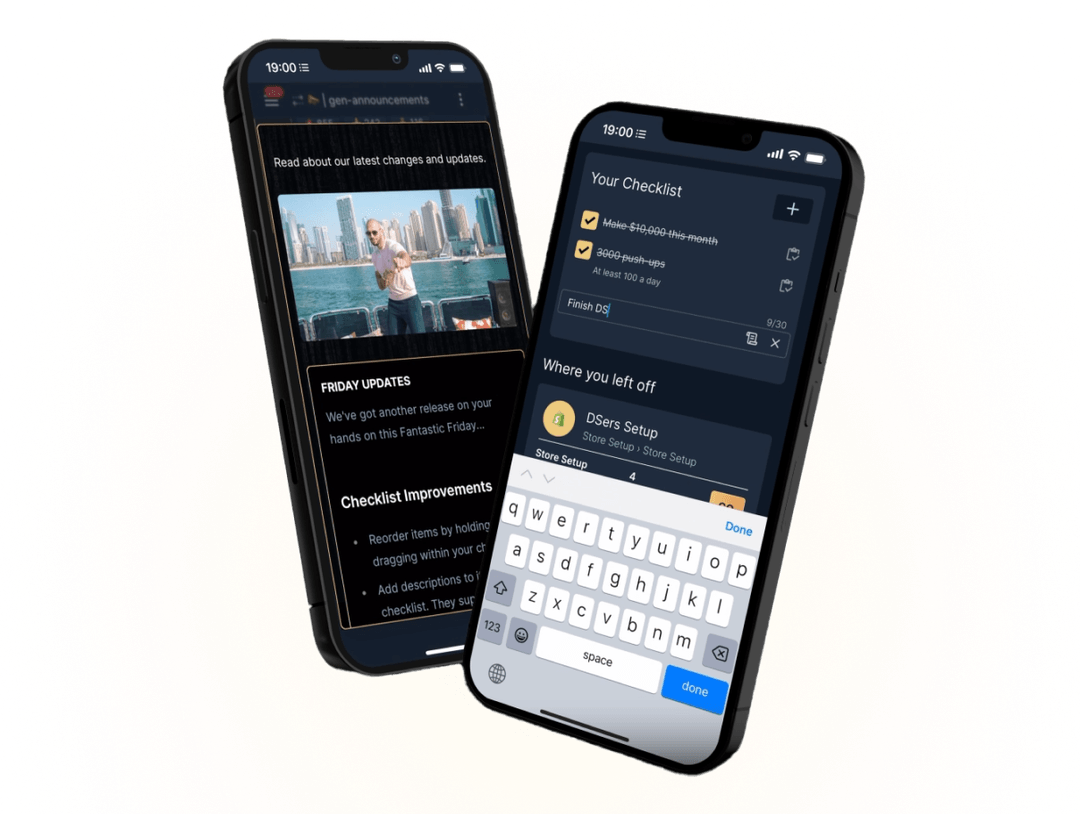 19:00
| gen-announcements
Read about our latest changes and updates.
FRIDAY UPDATES
We've got another release on your
hands on this Fantastic Friday...
Checklist Improvements
• Reorder items by holding
dragging within your ch
• Add descriptions to i
checklist. They sup
19:00
Your Checklist
+
Make $10,000 this month
3000 push-ups
At least 100 a day
9/30
Finish DS
Where you left off
DSers Setup
Store Setup › Store Setup
Store Setup
4
Done
q w e r t y u i o p
a s d f g h j k l
z x c v b n m
123
space
done